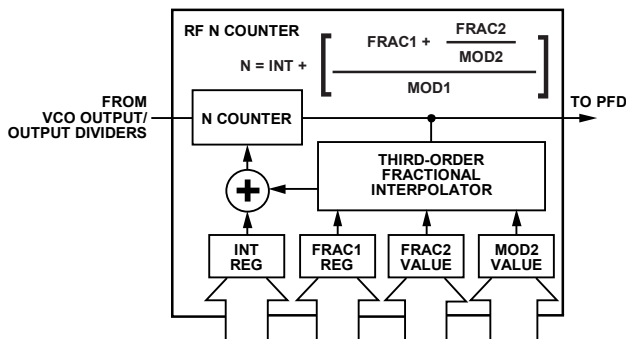 RF N COUNTER
FRAC1 +
FRAC2
MOD2
N = INT +
MOD1
FROM
VCO OUTPUT/
OUTPUT DIVIDERS
N COUNTER
TO PFD
THIRD-ORDER
FRACTIONAL
INTERPOLATOR
+
INT
REG
FRAC1
REG
FRAC2
VALUE
MOD2
VALUE